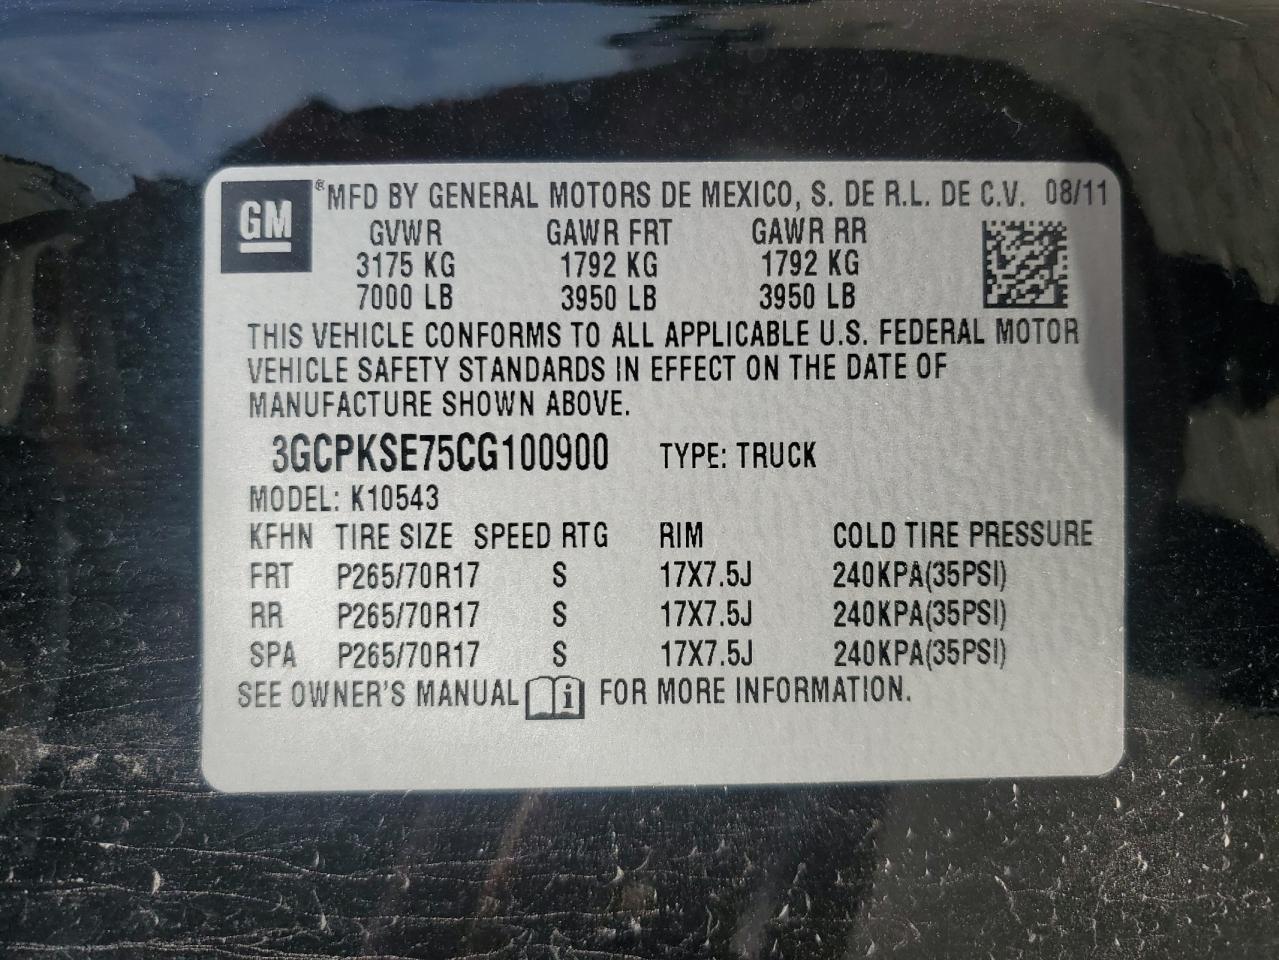 GM ® MFD BY GENERAL MOTORS DE MEXICO, S. DE R.L. DE C.V. 08/11
GVWR GAWR FRT GAWR RR
3175 KG 1792 KG 1792 KG
7000 LB 3950 LB 3950 LB
THIS VEHICLE CONFORMS TO ALL APPLICABLE U.S. FEDERAL MOTOR
VEHICLE SAFETY STANDARDS IN EFFECT ON THE DATE OF
MANUFACTURE SHOWN ABOVE.
3GCPKSE75CG100900 TYPE: TRUCK
MODEL: K10543
KFHN TIRE SIZE SPEED RTG RIM COLD TIRE PRESSURE
FRT P265/70R17 S 17X7.5J 240KPA(35PSI)
RR P265/70R17 S 17X7.5J 240KPA(35PSI)
SPA P265/70R17 S 17X7.5J 240KPA(35PSI)
SEE OWNER'S MANUAL i FOR MORE INFORMATION.